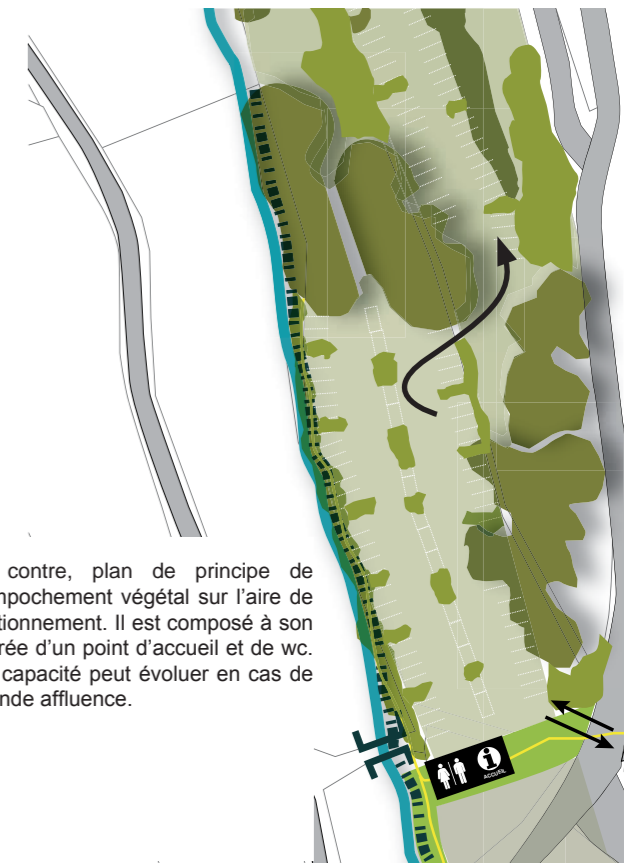 contre, plan de principe de
mpochement végétal sur l’aire de
tionnement. Il est composé à son
rée d’un point d’accueil et de wc.
capacité peut évoluer en cas de
nde affluence.
ACCUEIL